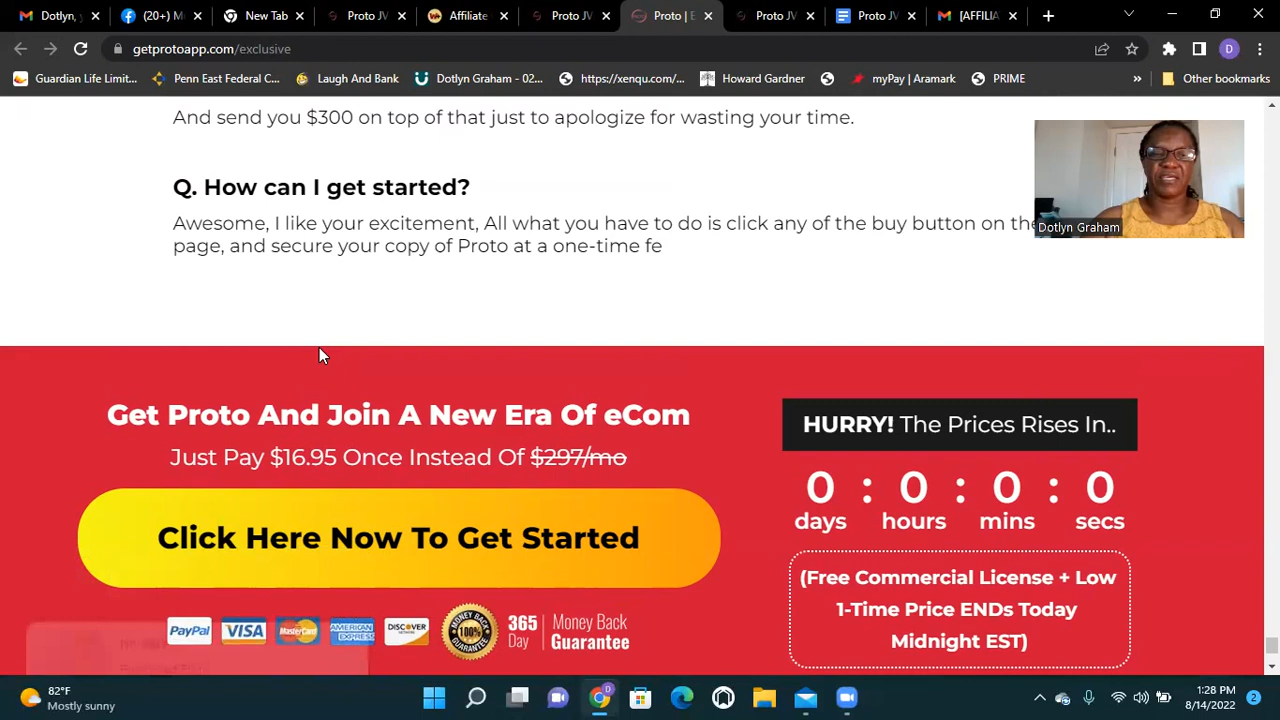 Dotlyn, y
(20+) M
New Tab
Proto JV
Affiliate
Proto JV
Proto | E
Proto JV
Proto JV
[AFFILIA
getprotoapp.com/exclusive
D
Guardian Life Limit...
Penn East Federal C...
Laugh And Bank
Dotlyn Graham - 02...
https://xenqu.com/...
Howard Gardner
myPay | Aramark
PRIME
Other bookmarks
And send you $300 on top of that just to apologize for wasting your time.
Q. How can I get started?
Awesome, I like your excitement, All what you have to do is click any of the buy button on the
page, and secure your copy of Proto at a one-time fe
Dotlyn Graham
Get Proto And Join A New Era Of eCom
Just Pay $16.95 Once Instead Of $297/mo
Click Here Now To Get Started
PayPal
VISA
MasterCard
AMERICAN EXPRESS
DISCOVER
MONEY BACK
100%
GUARANTEE
365 Day
Money Back
Guarantee
HURRY! The Prices Rises In..
0 : 0 : 0 : 0
days hours mins secs
(Free Commercial License + Low
1-Time Price ENDs Today
Midnight EST)
82°F
Mostly sunny
1:28 PM
8/14/2022
2